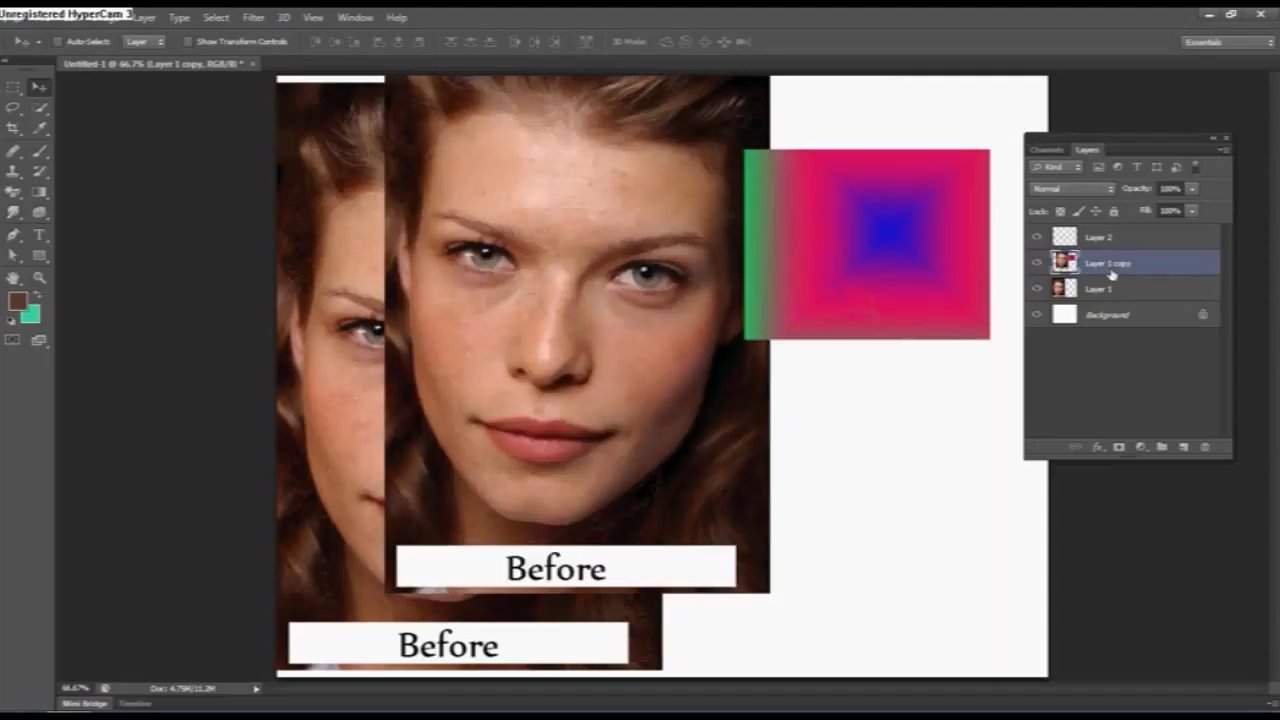 Unregistered HyperCam 3
Layer Type Select Filter 3D View Window Help
Auto-Select: Layer Show Transform Controls 3D Mode: Essentials
Untitled-1 @ 66.7% (Layer 1 copy, RGB/8) *
Channels Layers
Kind
Normal Opacity: 100%
Lock: Fill: 100%
Layer 2
Layer 1 copy
Layer 1
Background
Before
Before
66.67% Doc: 4.75M/11.2M
Mini Bridge Timeline